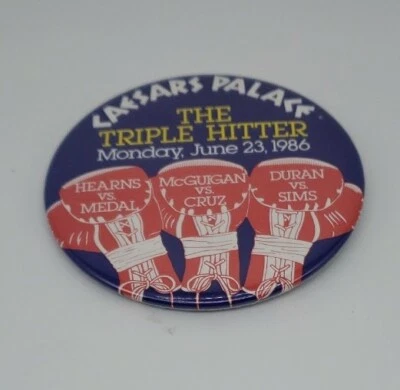 CAESARS PALACE
THE
TRIPLE HITTER
Monday, June 23, 1986
HEARNS
VS.
MEDAL
McGUIGAN
VS.
CRUZ
DURAN
VS.
SIMS